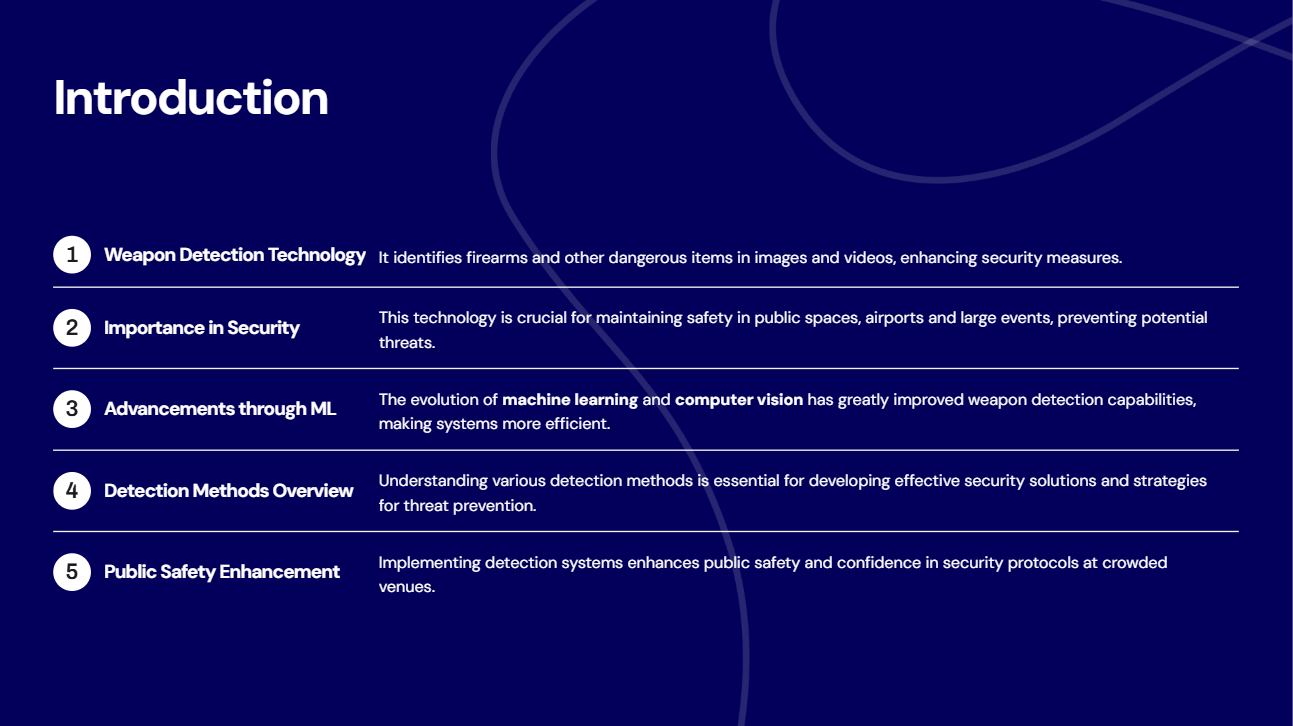 Introduction
1 Weapon Detection Technology It identifies firearms and other dangerous items in images and videos, enhancing security measures.
2 Importance in Security This technology is crucial for maintaining safety in public spaces, airports and large events, preventing potential
threats.
3 Advancements through ML The evolution of machine learning and computer vision has greatly improved weapon detection capabilities,
making systems more efficient.
4 Detection Methods Overview Understanding various detection methods is essential for developing effective security solutions and strategies
for threat prevention.
5 Public Safety Enhancement Implementing detection systems enhances public safety and confidence in security protocols at crowded
venues.